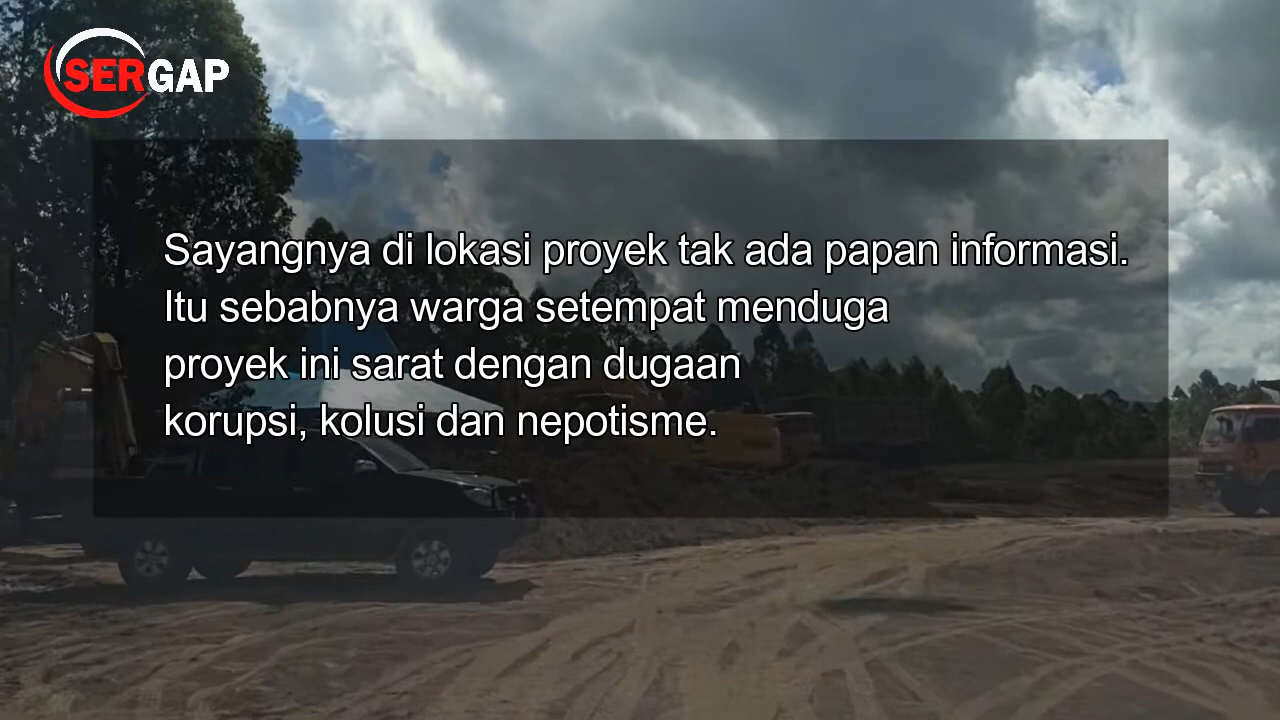 SERGAP
Sayangnya di lokasi proyek tak ada papan informasi.
Itu sebabnya warga setempat menduga
proyek ini sarat dengan dugaan
korupsi, kolusi dan nepotisme.